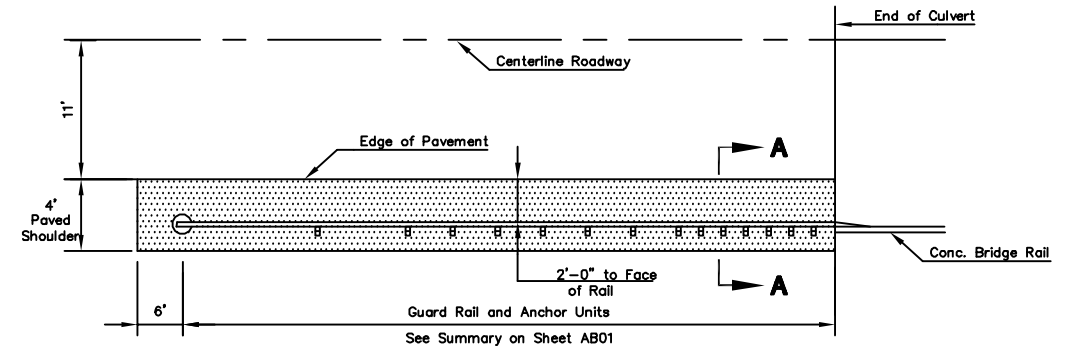 End of Culvert
Centerline Roadway
11'
Edge of Pavement
A
4'
Paved
Shoulder
Conc. Bridge Rail
2'-0" to Face
of Rail
A
6'
Guard Rail and Anchor Units
See Summary on Sheet AB01